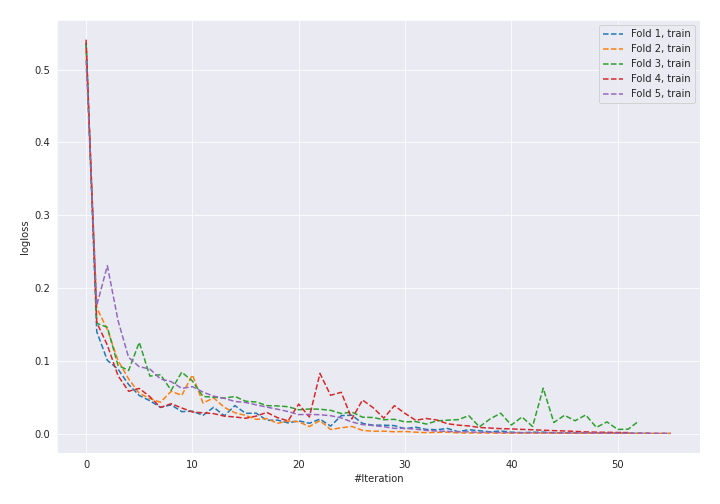 Fold 1, train
Fold 2, train
Fold 3, train
Fold 4, train
Fold 5, train
0.5
0.4
0.3
0.2
0.1
0.0
logloss
0 10 20 30 40 50
#Iteration